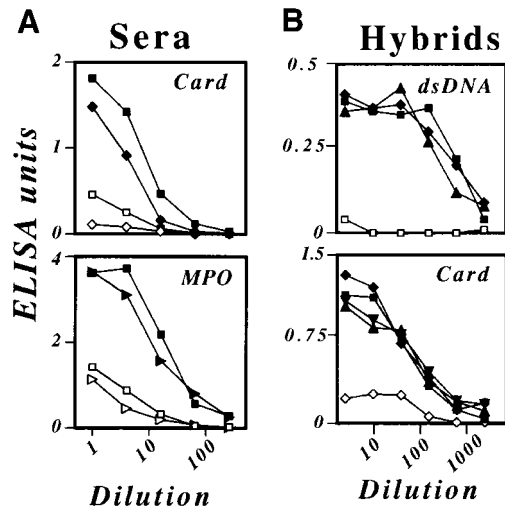 A
Sera
B
Hybrids
ELISA units
2
1
0
Card
4
2
0
MPO
1
10
100
Dilution
0.5
0.25
0
dsDNA
1.5
0.75
0
Card
10
100
1000
Dilution